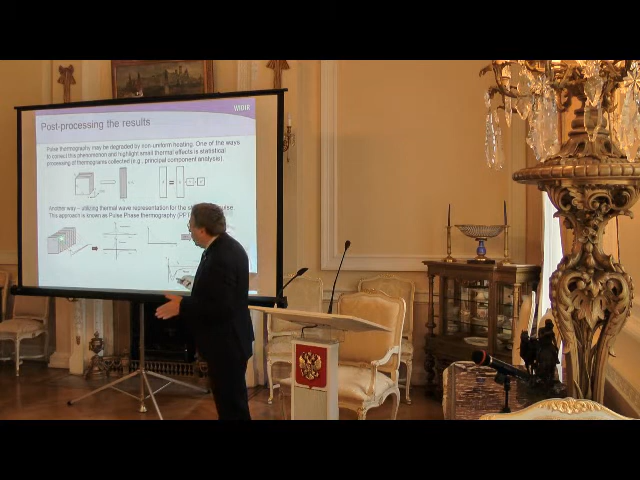 WIDIR
Post-processing the results
Pulse thermography may be degraded by non uniform heating. One of the ways
to correct this phenomenon and highlight small thermal effects is statistical
processing of thermograms collected (e.g., principal component analysis).
Another way – utilizing thermal wave representation for the
This approach is known as Pulse Phase thermography